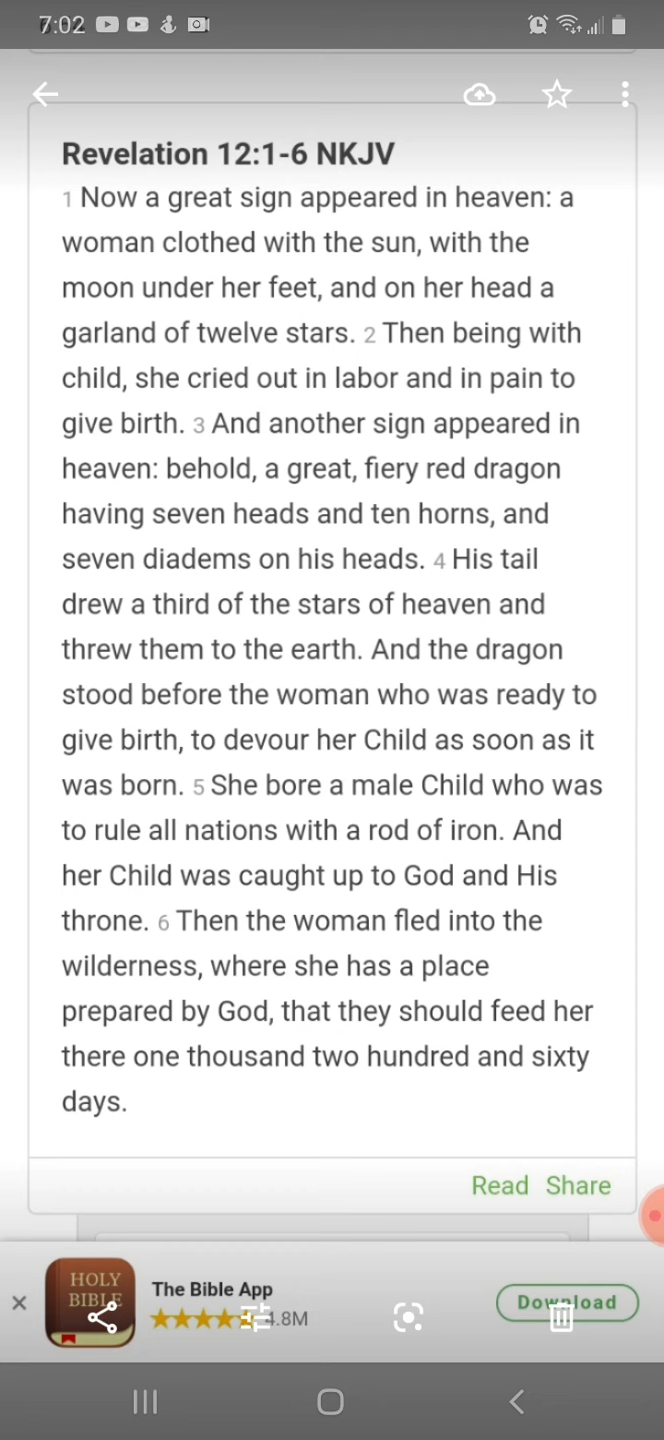 7:02
Revelation 12:1-6 NKJV
1 Now a great sign appeared in heaven: a
woman clothed with the sun, with the
moon under her feet, and on her head a
garland of twelve stars. 2 Then being with
child, she cried out in labor and in pain to
give birth. 3 And another sign appeared in
heaven: behold, a great, fiery red dragon
having seven heads and ten horns, and
seven diadems on his heads. 4 His tail
drew a third of the stars of heaven and
threw them to the earth. And the dragon
stood before the woman who was ready to
give birth, to devour her Child as soon as it
was born. 5 She bore a male Child who was
to rule all nations with a rod of iron. And
her Child was caught up to God and His
throne. 6 Then the woman fled into the
wilderness, where she has a place
prepared by God, that they should feed her
there one thousand two hundred and sixty
days.
Read Share
HOLY
BIBLE
The Bible App
4.8M
Download